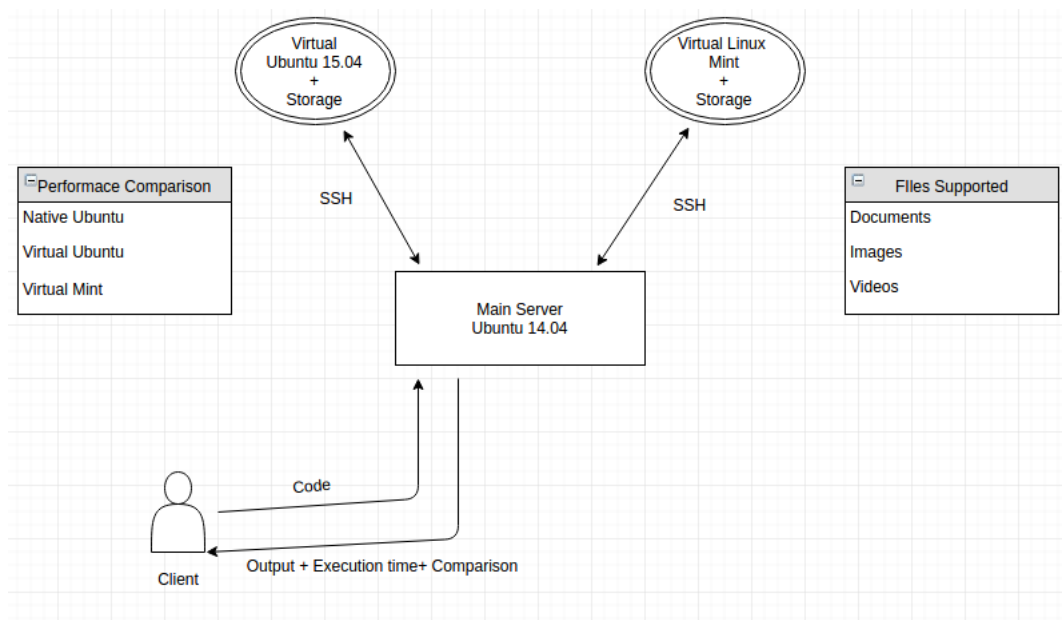 Virtual
Ubuntu 15.04
+
Storage
Virtual Linux
Mint
+
Storage
Performace Comparison
Native Ubuntu
Virtual Ubuntu
Virtual Mint
SSH
SSH
FIles Supported
Documents
Images
Videos
Main Server
Ubuntu 14.04
Code
Output + Execution time+ Comparison
Client